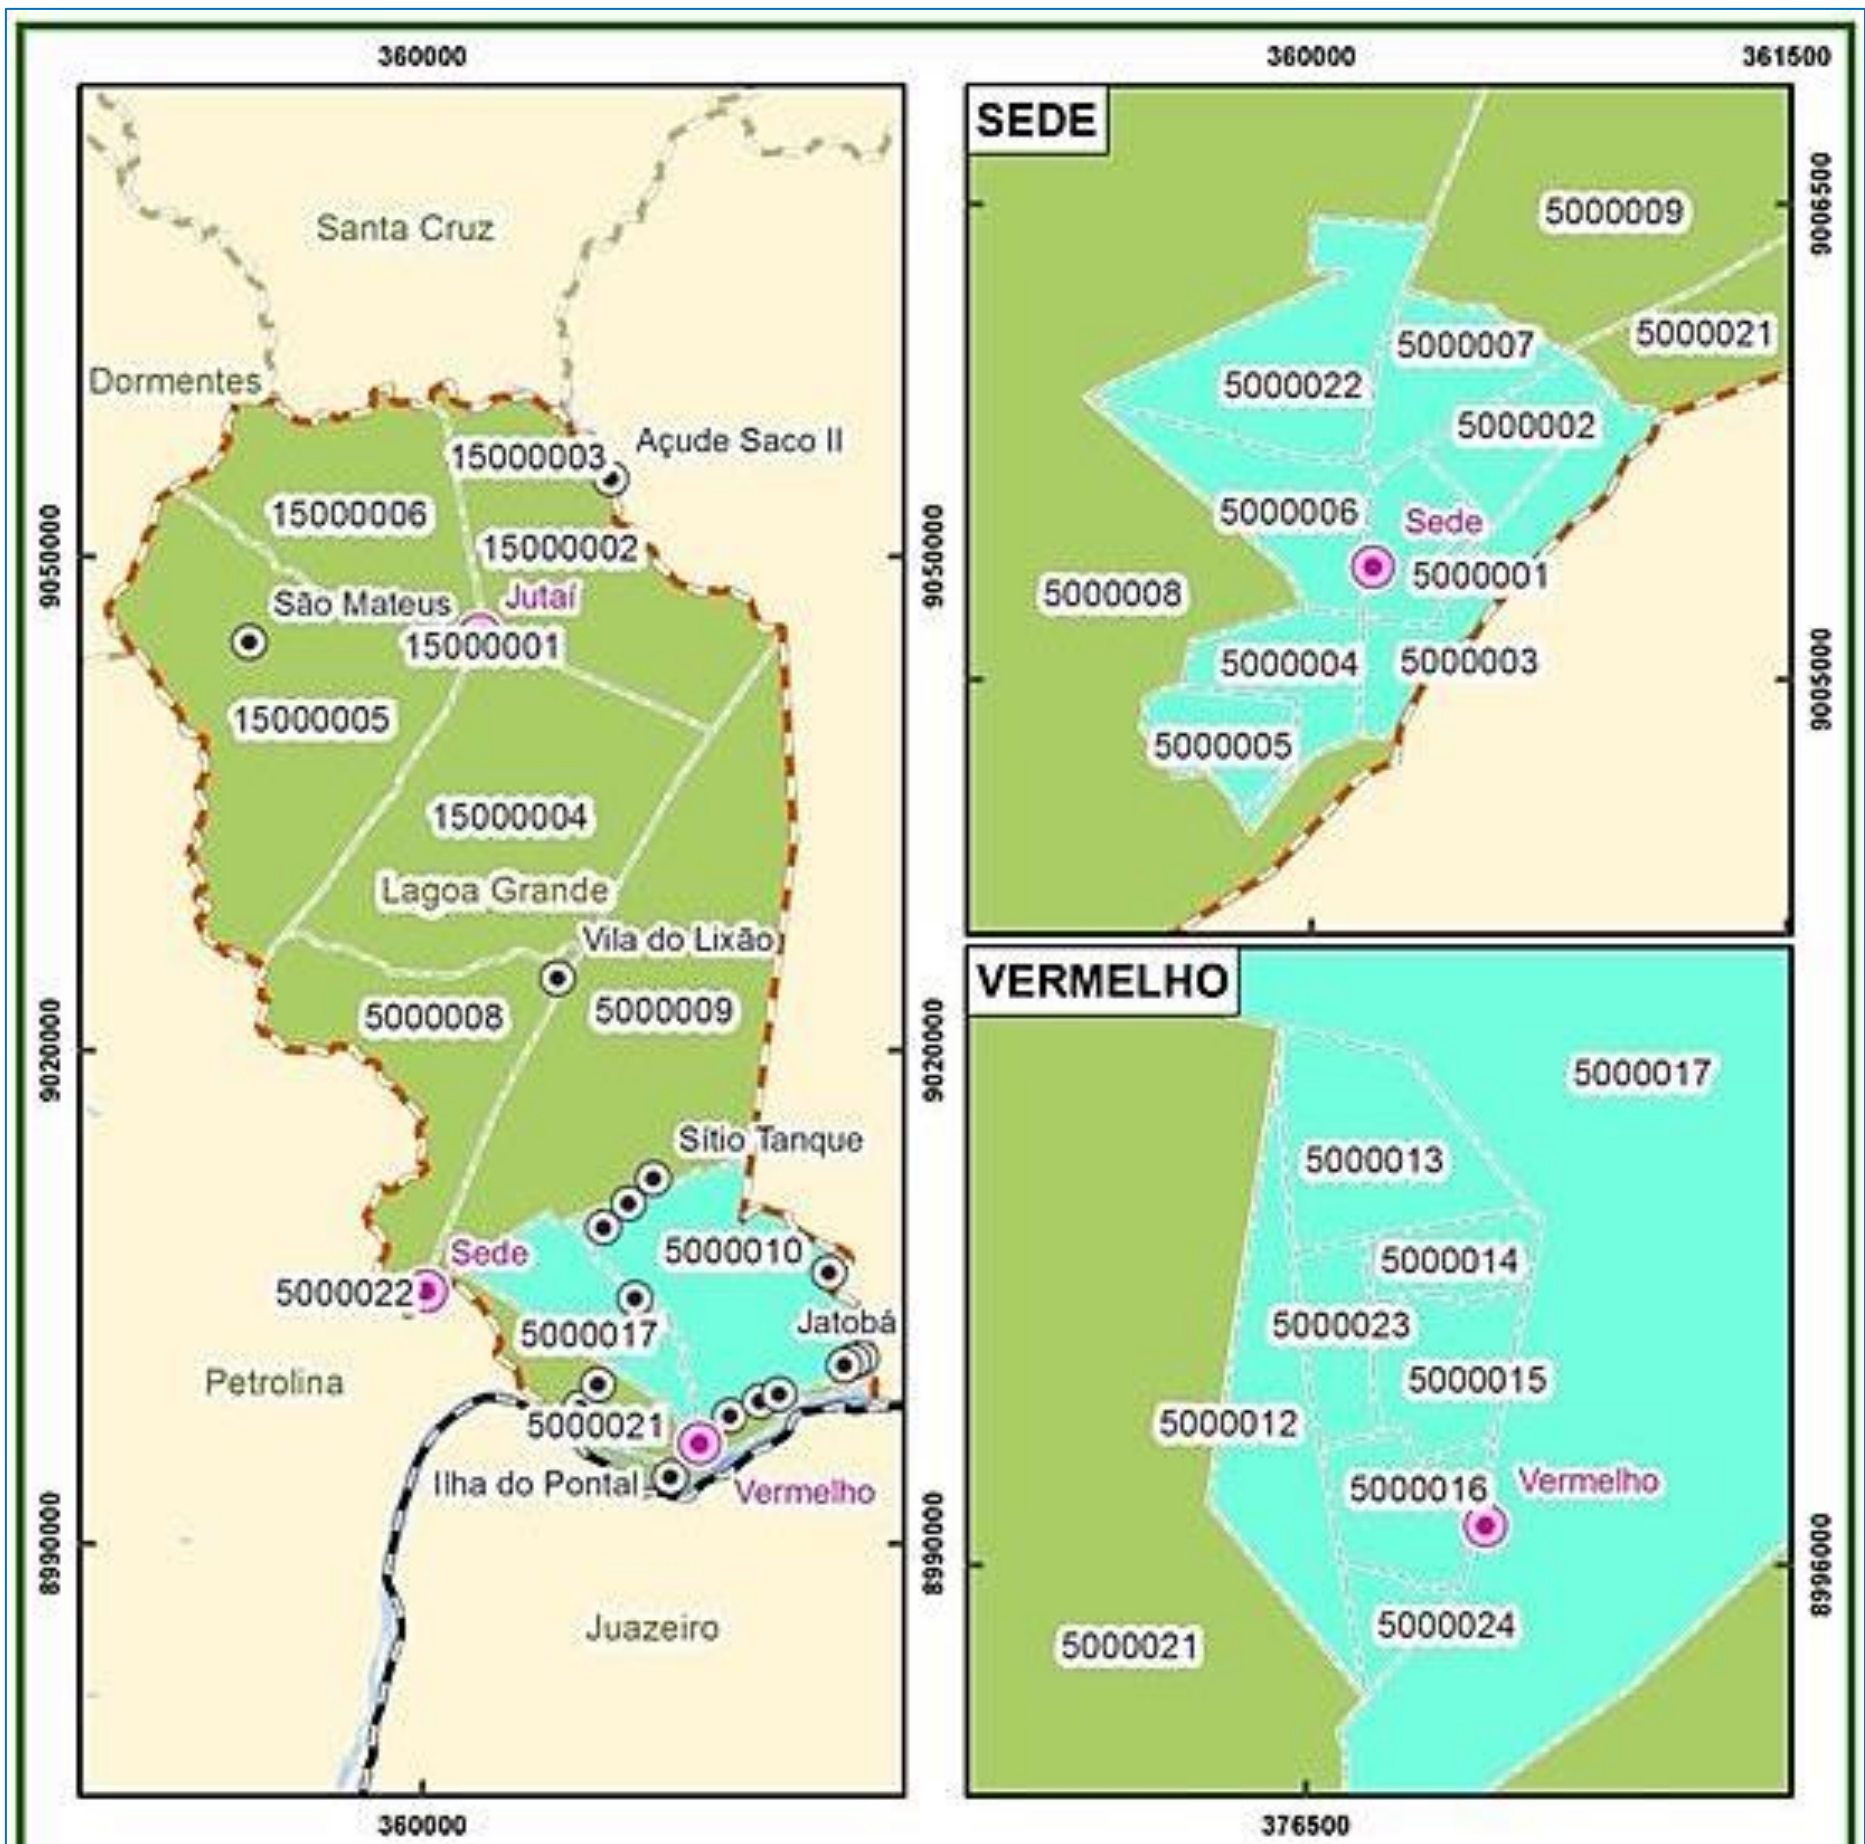 360000
360000
361500
Santa Cruz
Dormentes
Açude Saco II
15000003
15000006
15000002
São Mateus
Jutaí
15000001
15000005
15000004
Lagoa Grande
Vila do Lixão
5000008
5000009
Sítio Tanque
Sede
5000010
5000022
Jatobá
5000017
Petrolina
5000021
Ilha do Pontal
Vermelho
Juazeiro
9050000
9020000
8990000
9050000
9020000
8990000
360000
SEDE
5000009
5000021
5000007
5000022
5000002
5000006
Sede
5000001
5000008
5000004
5000003
5000005
9006500
9005000
VERMELHO
5000017
5000013
5000014
5000023
5000015
5000012
5000016
Vermelho
5000024
5000021
8996000
376500